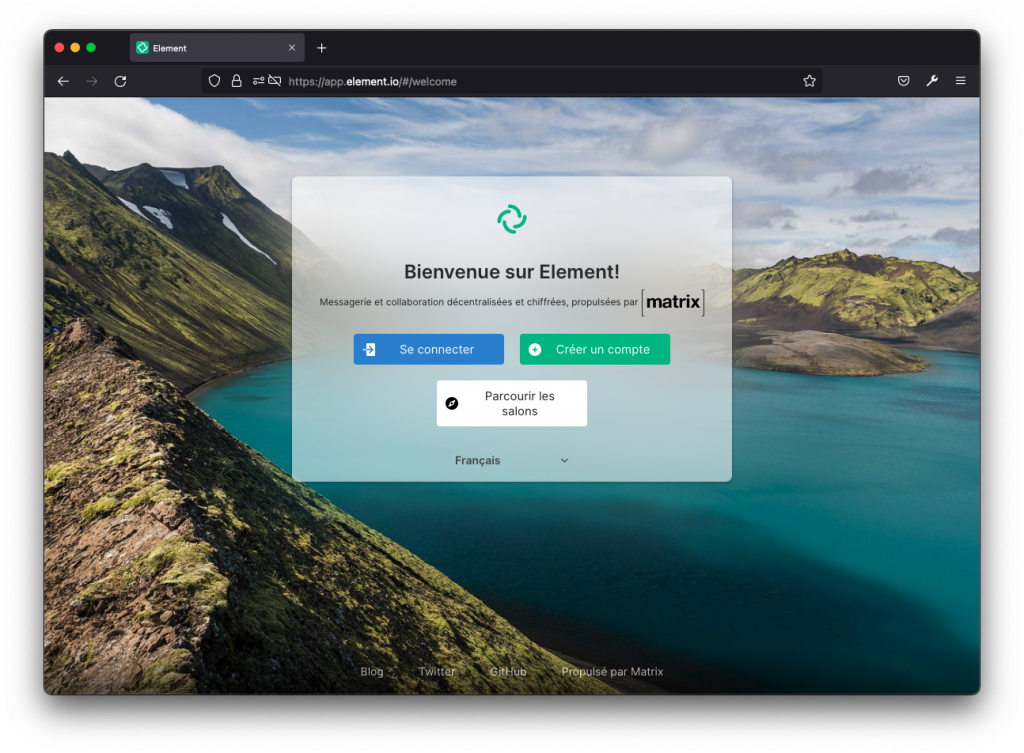 Element
https://app.element.io/#/welcome
Bienvenue sur Element!
Messagerie et collaboration décentralisées et chiffrées, propulsées par [matrix]
Se connecter
Créer un compte
Parcourir les
salons
Français
Blog
Twitter
GitHub
Propulsé par Matrix